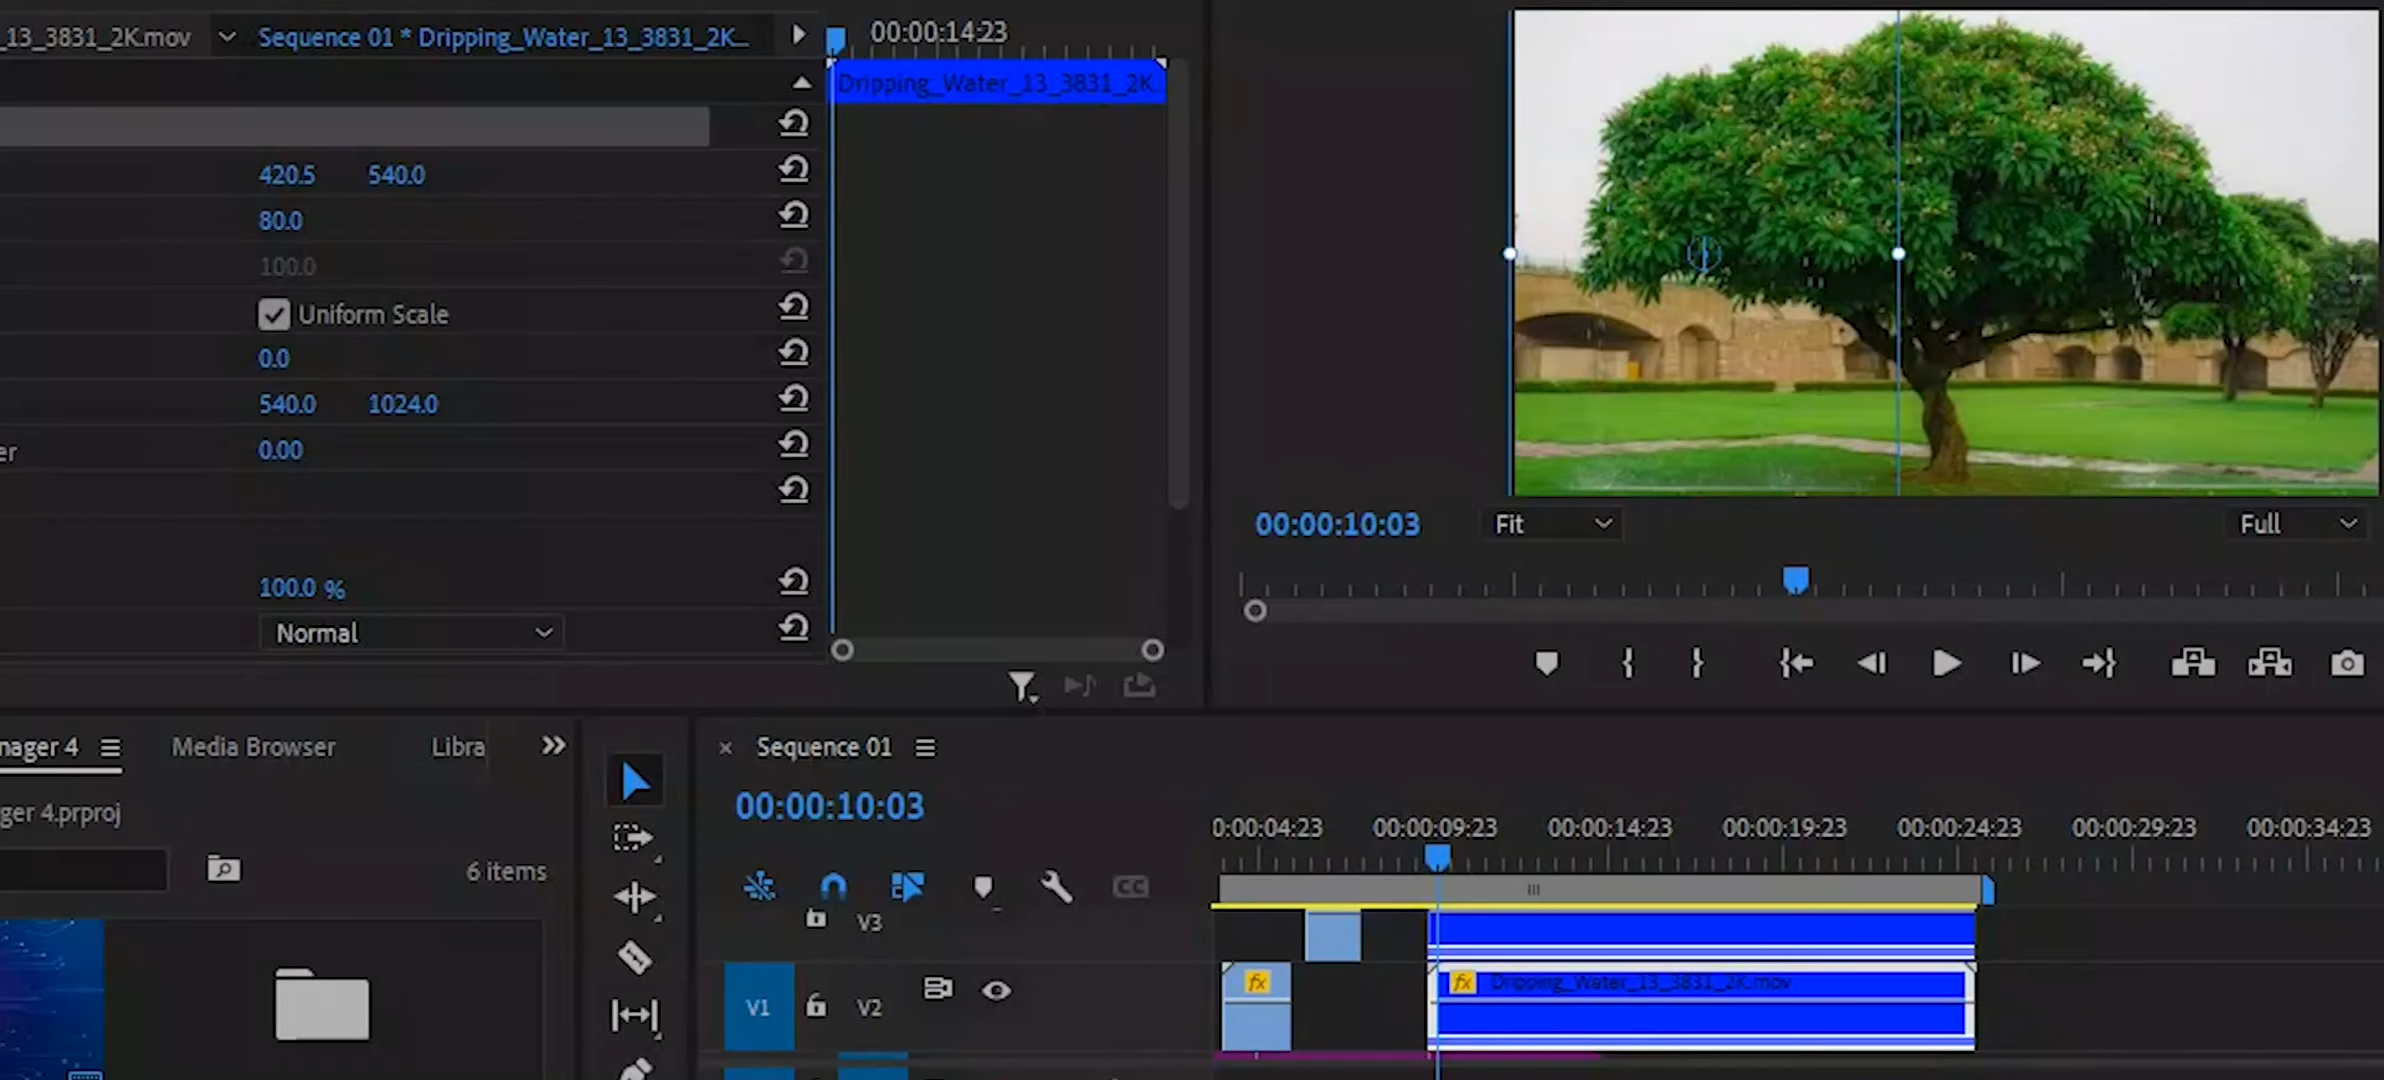 _13_3831_2K.mov
Sequence 01 * Dripping_Water_13_3831_2K...
00:00:14:23
Dripping_Water_13_3831_2K.
420.5 540.0
80.0
100.0
Uniform Scale
0.0
540.0 1024.0
er 0.00
100.0 %
Normal
00:00:10:03
Fit
Full
nager 4
Media Browser
Libra
ger 4.prproj
6 items
Sequence 01
00:00:10:03
0:00:04:23 00:00:09:23 00:00:14:23 00:00:19:23 00:00:24:23 00:00:29:23 00:00:34:23
CC
V3
V1
V2
fx
fx Dripping_Water_13_3831_2K.mov